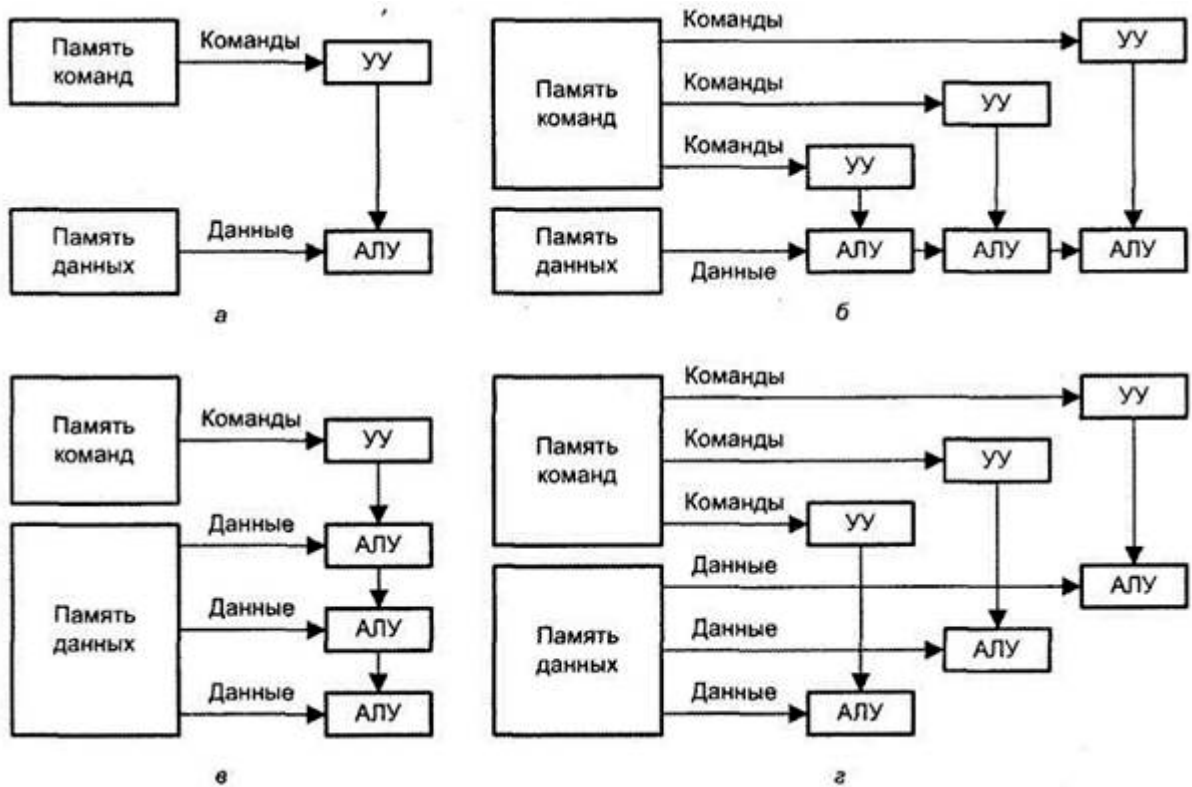 Память
команд
Команды
УУ
Память
данных
Данные
АЛУ
а
Память
команд
Команды
УУ
Команды
УУ
Команды
УУ
Память
данных
Данные
АЛУ
АЛУ
АЛУ
б
Память
команд
Команды
УУ
Память
данных
Данные
АЛУ
Данные
АЛУ
Данные
АЛУ
в
Память
команд
Команды
УУ
Команды
УУ
Команды
УУ
Память
данных
Данные
АЛУ
Данные
АЛУ
Данные
АЛУ
г